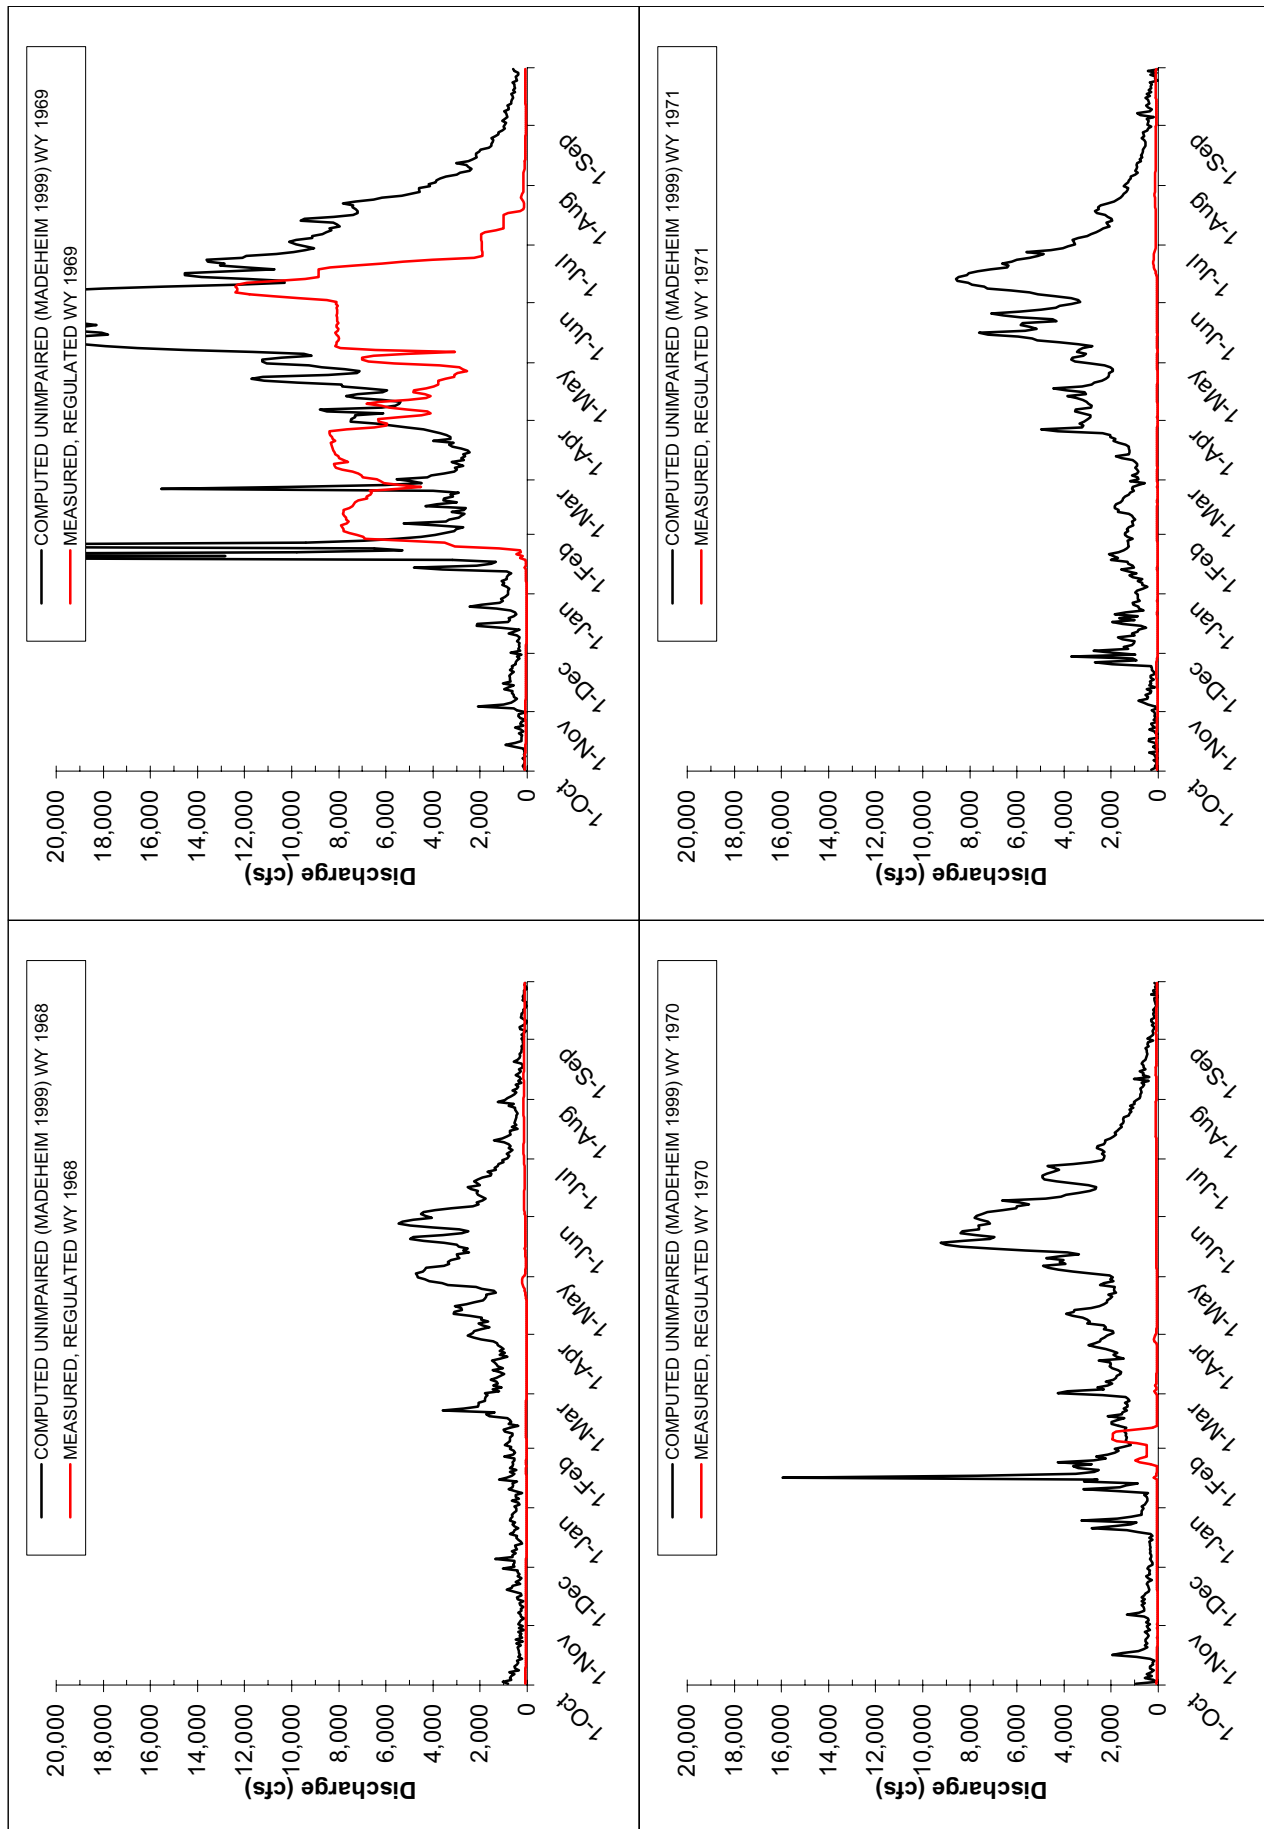 COMPUTED UNIMPAIRED (MADEHEIM 1999) WY 1968
MEASURED, REGULATED WY 1968
20,000
18,000
16,000
14,000
12,000
10,000
8,000
6,000
4,000
2,000
0
Discharge (cfs)
1-Oct
1-Nov
1-Dec
1-Jan
1-Feb
1-Mar
1-Apr
1-May
1-Jun
1-Jul
1-Aug
1-Sep
COMPUTED UNIMPAIRED (MADEHEIM 1999) WY 1969
MEASURED, REGULATED WY 1969
20,000
18,000
16,000
14,000
12,000
10,000
8,000
6,000
4,000
2,000
0
Discharge (cfs)
1-Oct
1-Nov
1-Dec
1-Jan
1-Feb
1-Mar
1-Apr
1-May
1-Jun
1-Jul
1-Aug
1-Sep
COMPUTED UNIMPAIRED (MADEHEIM 1999) WY 1970
MEASURED, REGULATED WY 1970
20,000
18,000
16,000
14,000
12,000
10,000
8,000
6,000
4,000
2,000
0
Discharge (cfs)
1-Oct
1-Nov
1-Dec
1-Jan
1-Feb
1-Mar
1-Apr
1-May
1-Jun
1-Jul
1-Aug
1-Sep
COMPUTED UNIMPAIRED (MADEHEIM 1999) WY 1971
MEASURED, REGULATED WY 1971
20,000
18,000
16,000
14,000
12,000
10,000
8,000
6,000
4,000
2,000
0
Discharge (cfs)
1-Oct
1-Nov
1-Dec
1-Jan
1-Feb
1-Mar
1-Apr
1-May
1-Jun
1-Jul
1-Aug
1-Sep